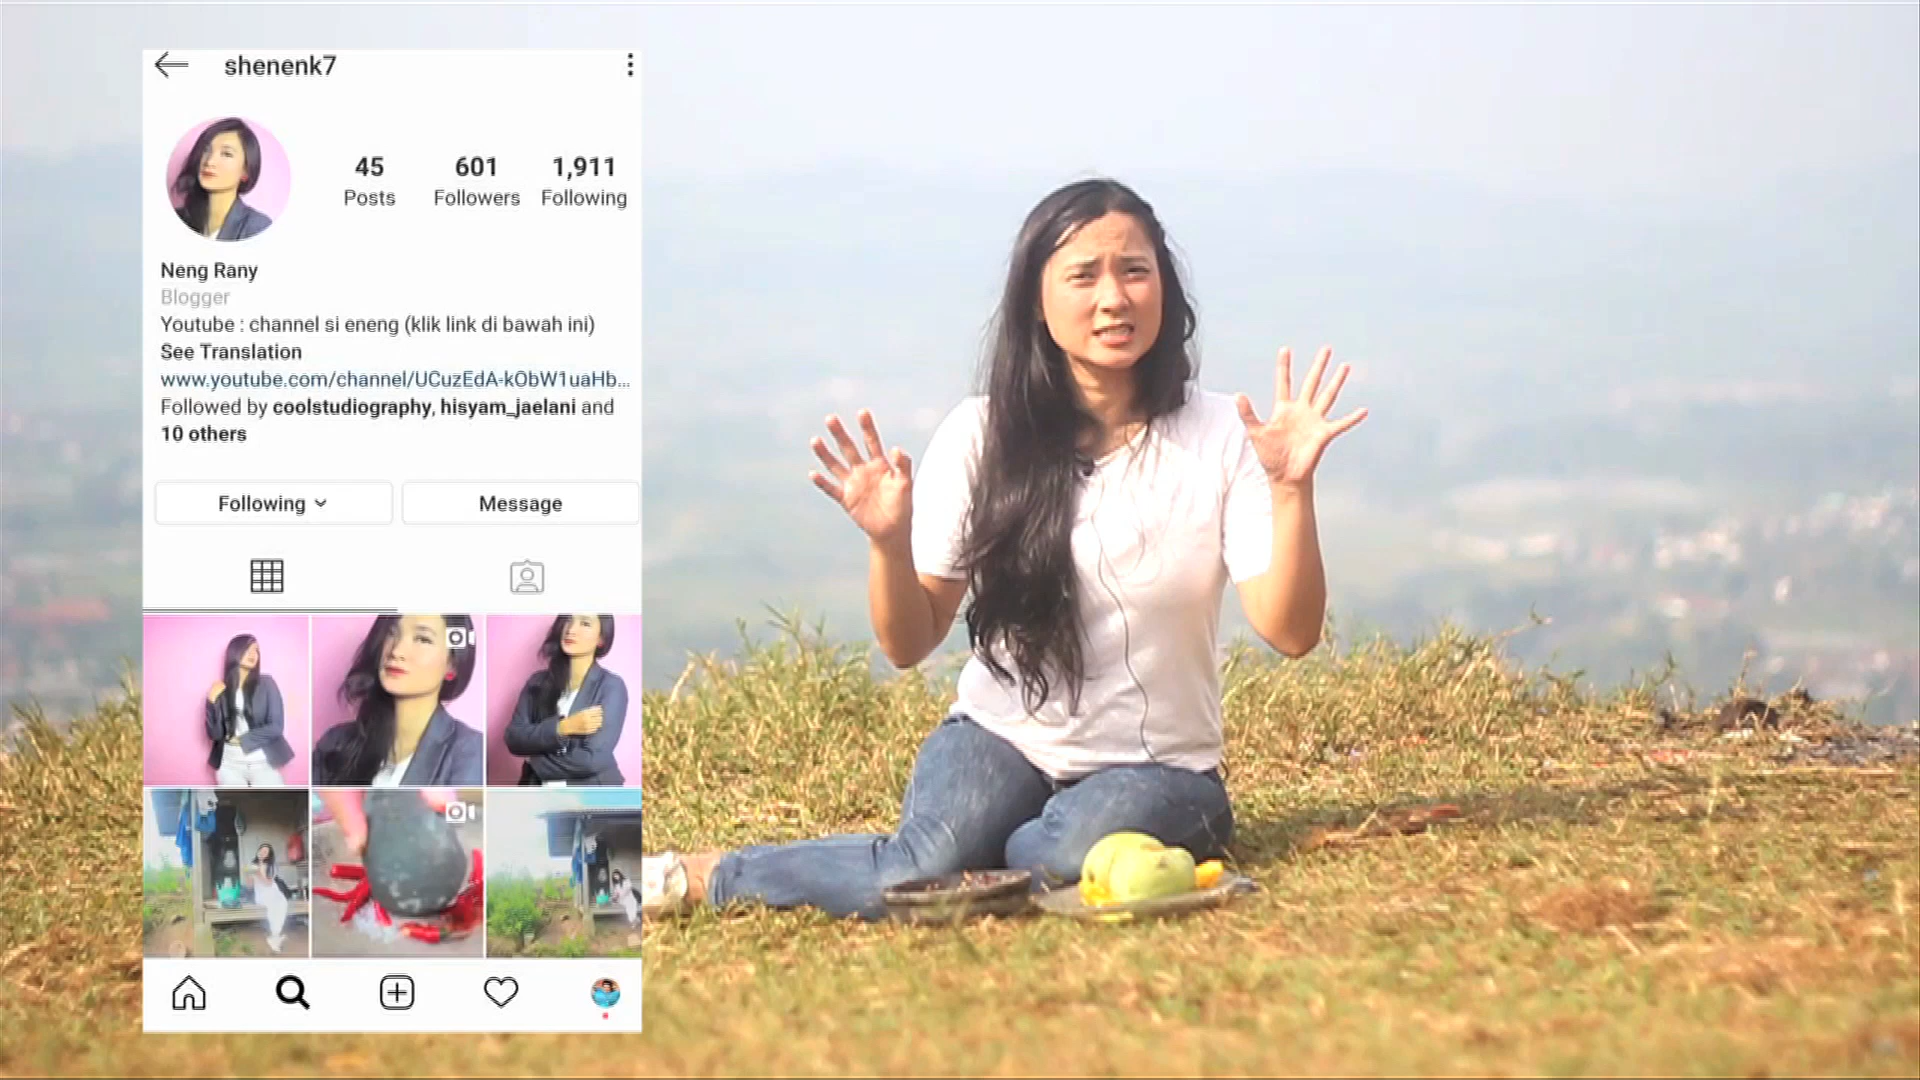 shenenk7
45 601 1,911
Posts Followers Following
Neng Rany
Blogger
Youtube : channel si eneng (klik link di bawah ini)
See Translation
www.youtube.com/channel/UCuzEdA-kObW1uaHb...
Followed by coolstudiography, hisyam_jaelani and
10 others
Following Message